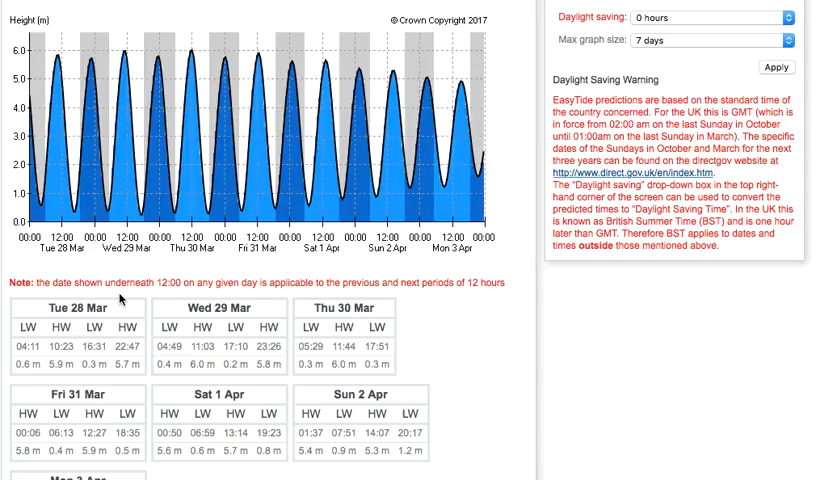 Height (m)
© Crown Copyright 2017
6.0
5.0
4.0
3.0
2.0
1.0
0.0
00:00 12:00 00:00 12:00 00:00 12:00 00:00 12:00 00:00 12:00 00:00 12:00 00:00 12:00 00:00
Tue 28 Mar Wed 29 Mar Thu 30 Mar Fri 31 Mar Sat 1 Apr Sun 2 Apr Mon 3 Apr
Note: the date shown underneath 12:00 on any given day is applicable to the previous and next periods of 12 hours
Tue 28 Mar
LW HW LW HW
04:11 10:23 16:31 22:47
0.6 m 5.9 m 0.3 m 5.7 m
Wed 29 Mar
LW HW LW HW
04:49 11:03 17:10 23:26
0.4 m 6.0 m 0.2 m 5.8 m
Thu 30 Mar
LW HW LW
05:29 11:44 17:51
0.3 m 6.0 m 0.3 m
Fri 31 Mar
HW LW HW LW
00:06 06:13 12:27 18:35
5.8 m 0.4 m 5.9 m 0.5 m
Sat 1 Apr
HW LW HW LW
00:50 06:59 13:14 19:23
5.6 m 0.6 m 5.7 m 0.8 m
Sun 2 Apr
HW LW HW LW
01:37 07:51 14:07 20:17
5.4 m 0.9 m 5.3 m 1.2 m
Mon 3 Apr
Daylight saving: 0 hours
Max graph size: 7 days
Apply
Daylight Saving Warning
EasyTide predictions are based on the standard time of
the country concerned. For the UK this is GMT (which is
in force from 02:00 am on the last Sunday in October
until 01:00am on the last Sunday in March). The specific
dates of the Sundays in October and March for the next
three years can be found on the directgov website at
http://www.direct.gov.uk/en/index.htm.
The "Daylight saving" drop-down box in the top right-
hand corner of the screen can be used to convert the
predicted times to "Daylight Saving Time". In the UK this
is known as British Summer Time (BST) and is one hour
later than GMT. Therefore BST applies to dates and
times outside those mentioned above.